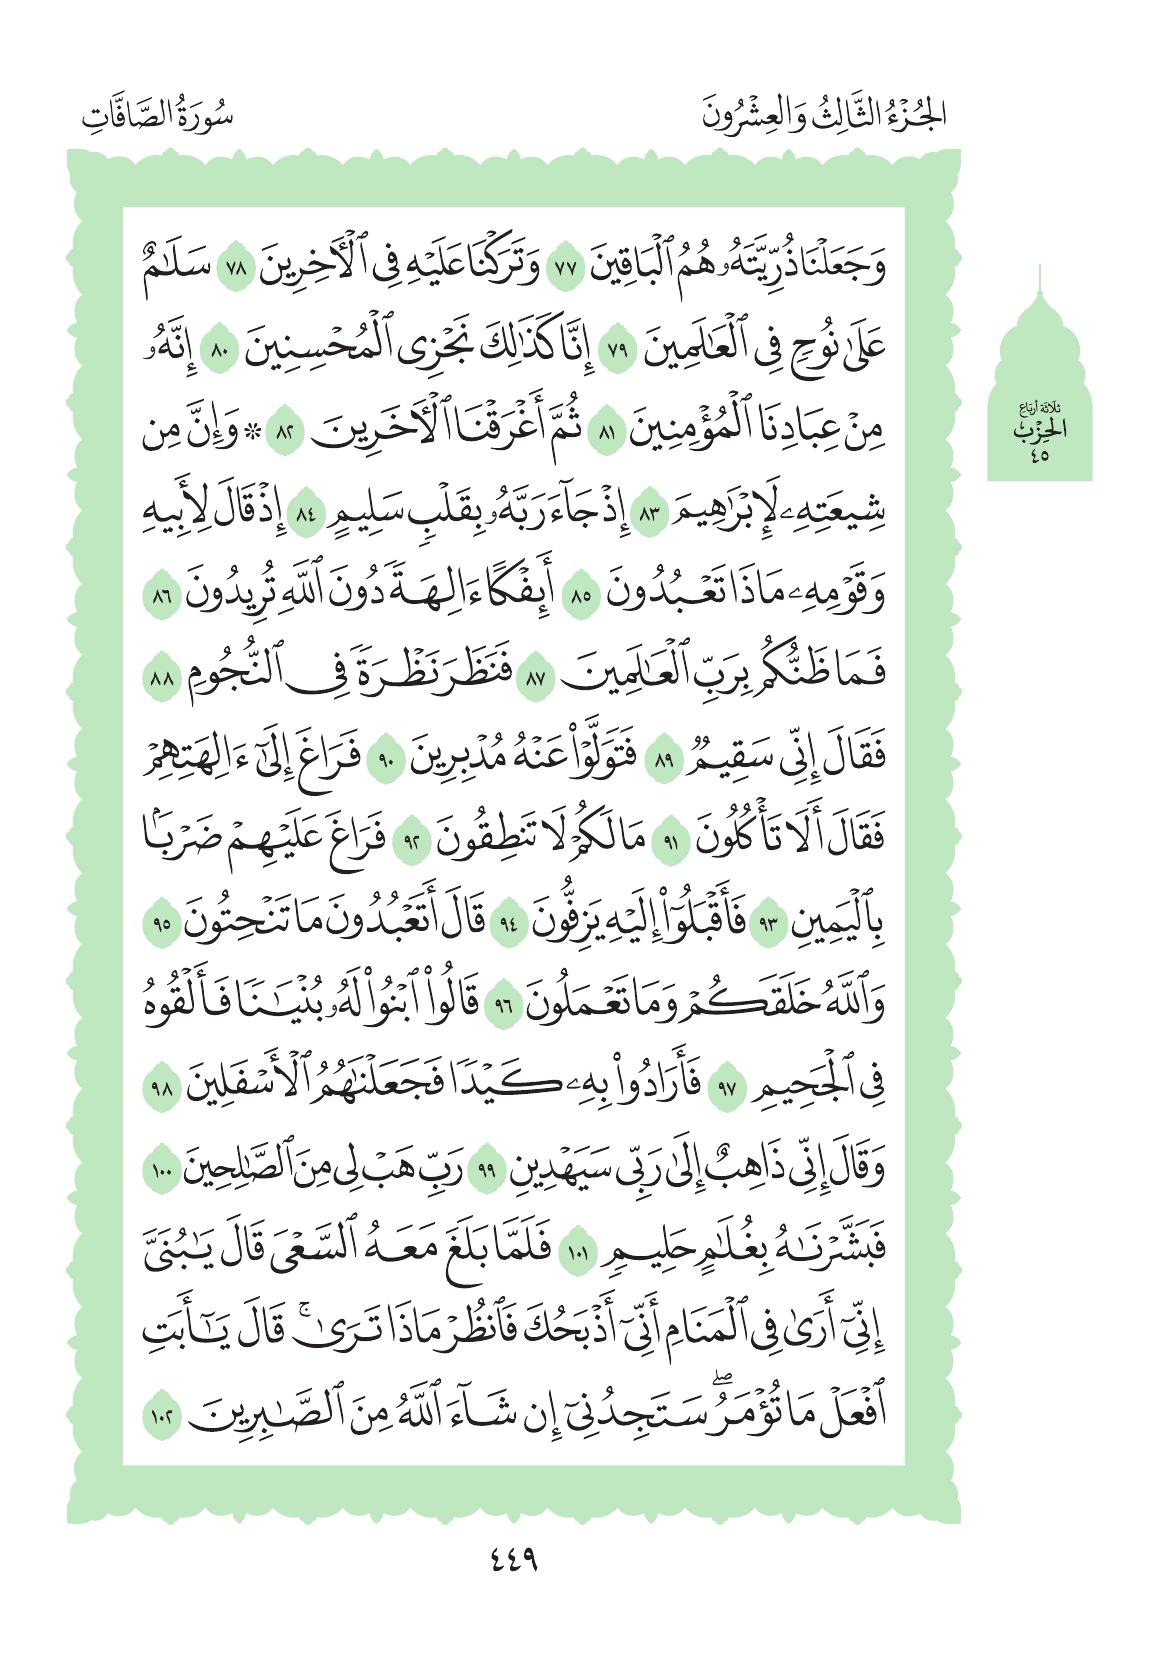 الجُزْءُ الثَّالِثُ وَالعِشْرُونَ
سُورَةُ الصَّافَّاتِ
وَجَعَلْنَا ذُرِّيَّتَهُۥ هُمُ ٱلْبَاقِينَ ٧٧ وَتَرَكْنَا عَلَيْهِ فِى ٱلْأَخِرِينَ ٧٨ سَلَٰمٌ
عَلَىٰ نُوحٍ فِى ٱلْعَٰلَمِينَ ٧٩ إِنَّا كَذَٰلِكَ نَجْزِى ٱلْمُحْسِنِينَ ٨٠ إِنَّهُۥ
مِنْ عِبَادِنَا ٱلْمُؤْمِنِينَ ٨١ ثُمَّ أَغْرَقْنَا ٱلْأَخَرِينَ ٨٢ ۞ وَإِنَّ مِن
شِيعَتِهِۦ لَإِبْرَٰهِيمَ ٨٣ إِذْ جَآءَ رَبَّهُۥ بِقَلْبٍ سَلِيمٍ ٨٤ إِذْ قَالَ لِأَبِيهِ
وَقَوْمِهِۦ مَاذَا تَعْبُدُونَ ٨٥ أَئِفْكًا ءَالِهَةً دُونَ ٱللَّهِ تُرِيدُونَ ٨٦
فَمَا ظَنُّكُم بِرَبِّ ٱلْعَٰلَمِينَ ٨٧ فَنَظَرَ نَظْرَةً فِى ٱلنُّجُومِ ٨٨
فَقَالَ إِنِّى سَقِيمٌ ٨٩ فَتَوَلَّوْا۟ عَنْهُ مُدْبِرِينَ ٩٠ فَرَاغَ إِلَىٰٓ ءَالِهَتِهِمْ
فَقَالَ أَلَا تَأْكُلُونَ ٩١ مَا لَكُمْ لَا تَنطِقُونَ ٩٢ فَرَاغَ عَلَيْهِمْ ضَرْبًۢا
بِٱلْيَمِينِ ٩٣ فَأَقْبَلُوٓا۟ إِلَيْهِ يَزِفُّونَ ٩٤ قَالَ أَتَعْبُدُونَ مَا تَنْحِتُونَ ٩٥
وَٱللَّهُ خَلَقَكُمْ وَمَا تَعْمَلُونَ ٩٦ قَالُوا۟ ٱبْنُوا۟ لَهُۥ بُنْيَٰنًا فَأَلْقُوهُ
فِى ٱلْجَحِيمِ ٩٧ فَأَرَادُوا۟ بِهِۦ كَيْدًا فَجَعَلْنَٰهُمُ ٱلْأَسْفَلِينَ ٩٨
وَقَالَ إِنِّى ذَاهِبٌ إِلَىٰ رَبِّى سَيَهْدِينِ ٩٩ رَبِّ هَبْ لِى مِنَ ٱلصَّٰلِحِينَ ١٠٠
فَبَشَّرْنَٰهُ بِغُلَٰمٍ حَلِيمٍ ١٠١ فَلَمَّا بَلَغَ مَعَهُ ٱلسَّعْىَ قَالَ يَٰبُنَىَّ
إِنِّىٓ أَرَىٰ فِى ٱلْمَنَامِ أَنِّىٓ أَذْبَحُكَ فَٱنظُرْ مَاذَا تَرَىٰ ۚ قَالَ يَٰٓأَبَتِ
ٱفْعَلْ مَا تُؤْمَرُ ۖ سَتَجِدُنِىٓ إِن شَآءَ ٱللَّهُ مِنَ ٱلصَّٰبِرِينَ ١٠٢
ثلاثة أرباع
الحِزْب
٤٥
٤٤٩